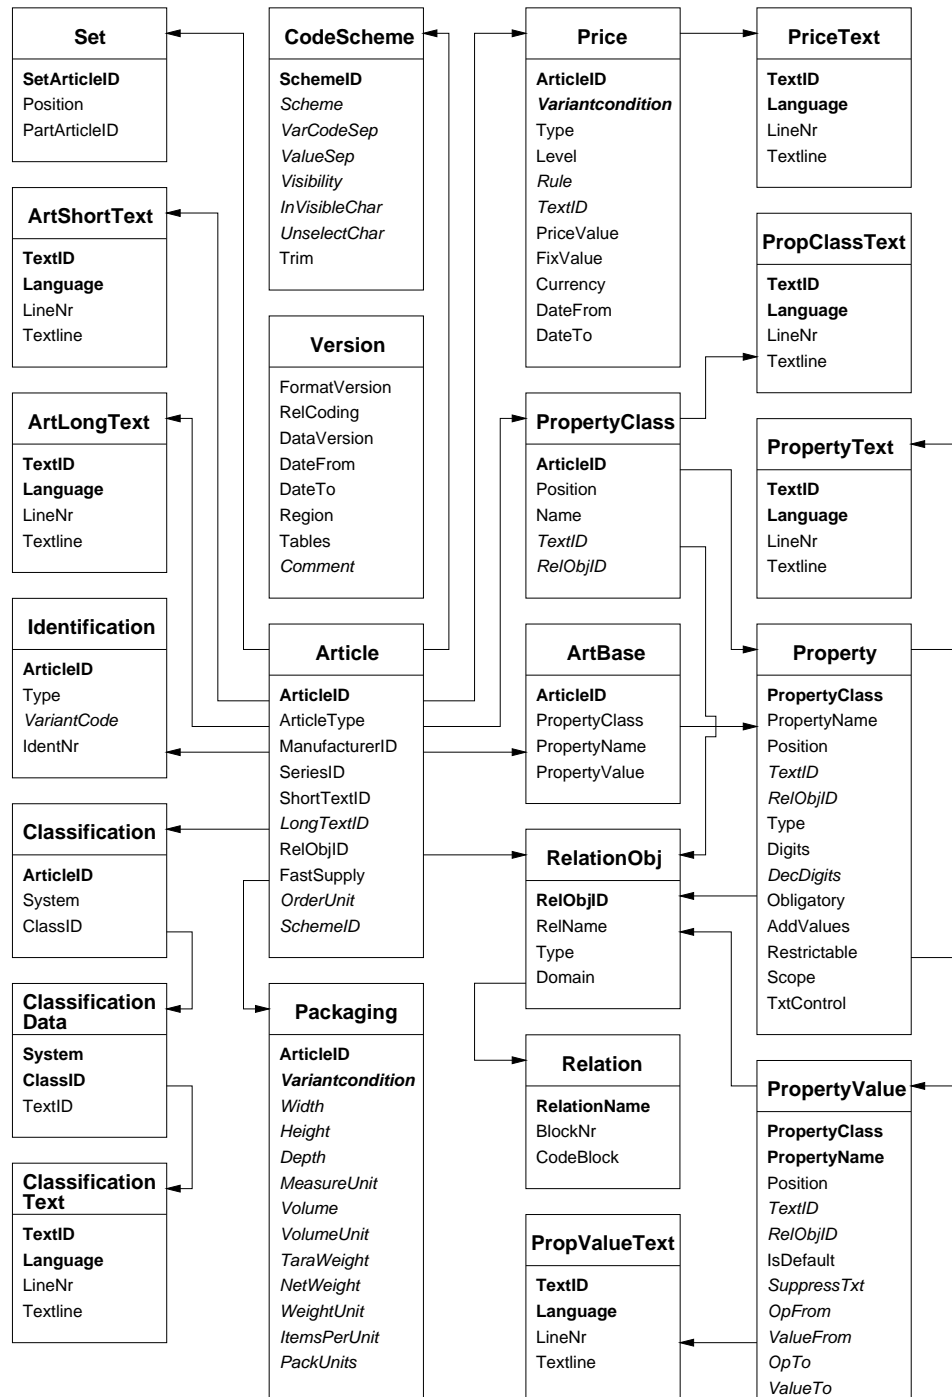 Set
SetArticleID
Position
PartArticleID
ArtShortText
TextID
Language
LineNr
Textline
ArtLongText
TextID
Language
LineNr
Textline
Identification
ArticleID
Type
VariantCode
IdentNr
Classification
ArticleID
System
ClassID
Classification
Data
System
ClassID
TextID
Classification
Text
TextID
Language
LineNr
Textline
CodeScheme
SchemeID
Scheme
VarCodeSep
ValueSep
Visibility
InVisibleChar
UnselectChar
Trim
Version
FormatVersion
RelCoding
DataVersion
DateFrom
DateTo
Region
Tables
Comment
Article
ArticleID
ArticleType
ManufacturerID
SeriesID
ShortTextID
LongTextID
RelObjID
FastSupply
OrderUnit
SchemeID
Packaging
ArticleID
Variantcondition
Width
Height
Depth
MeasureUnit
Volume
VolumeUnit
TaraWeight
NetWeight
WeightUnit
ItemsPerUnit
PackUnits
Price
ArticleID
Variantcondition
Type
Level
Rule
TextID
PriceValue
FixValue
Currency
DateFrom
DateTo
PropertyClass
ArticleID
Position
Name
TextID
RelObjID
ArtBase
ArticleID
PropertyClass
PropertyName
PropertyValue
RelationObj
RelObjID
RelName
Type
Domain
Relation
RelationName
BlockNr
CodeBlock
PropValueText
TextID
Language
LineNr
Textline
PriceText
TextID
Language
LineNr
Textline
PropClassText
TextID
Language
LineNr
Textline
PropertyText
TextID
Language
LineNr
Textline
Property
PropertyClass
PropertyName
Position
TextID
RelObjID
Type
Digits
DecDigits
Obligatory
AddValues
Restrictable
Scope
TxtControl
PropertyValue
PropertyClass
PropertyName
Position
TextID
RelObjID
IsDefault
SuppressTxt
OpFrom
ValueFrom
OpTo
ValueTo